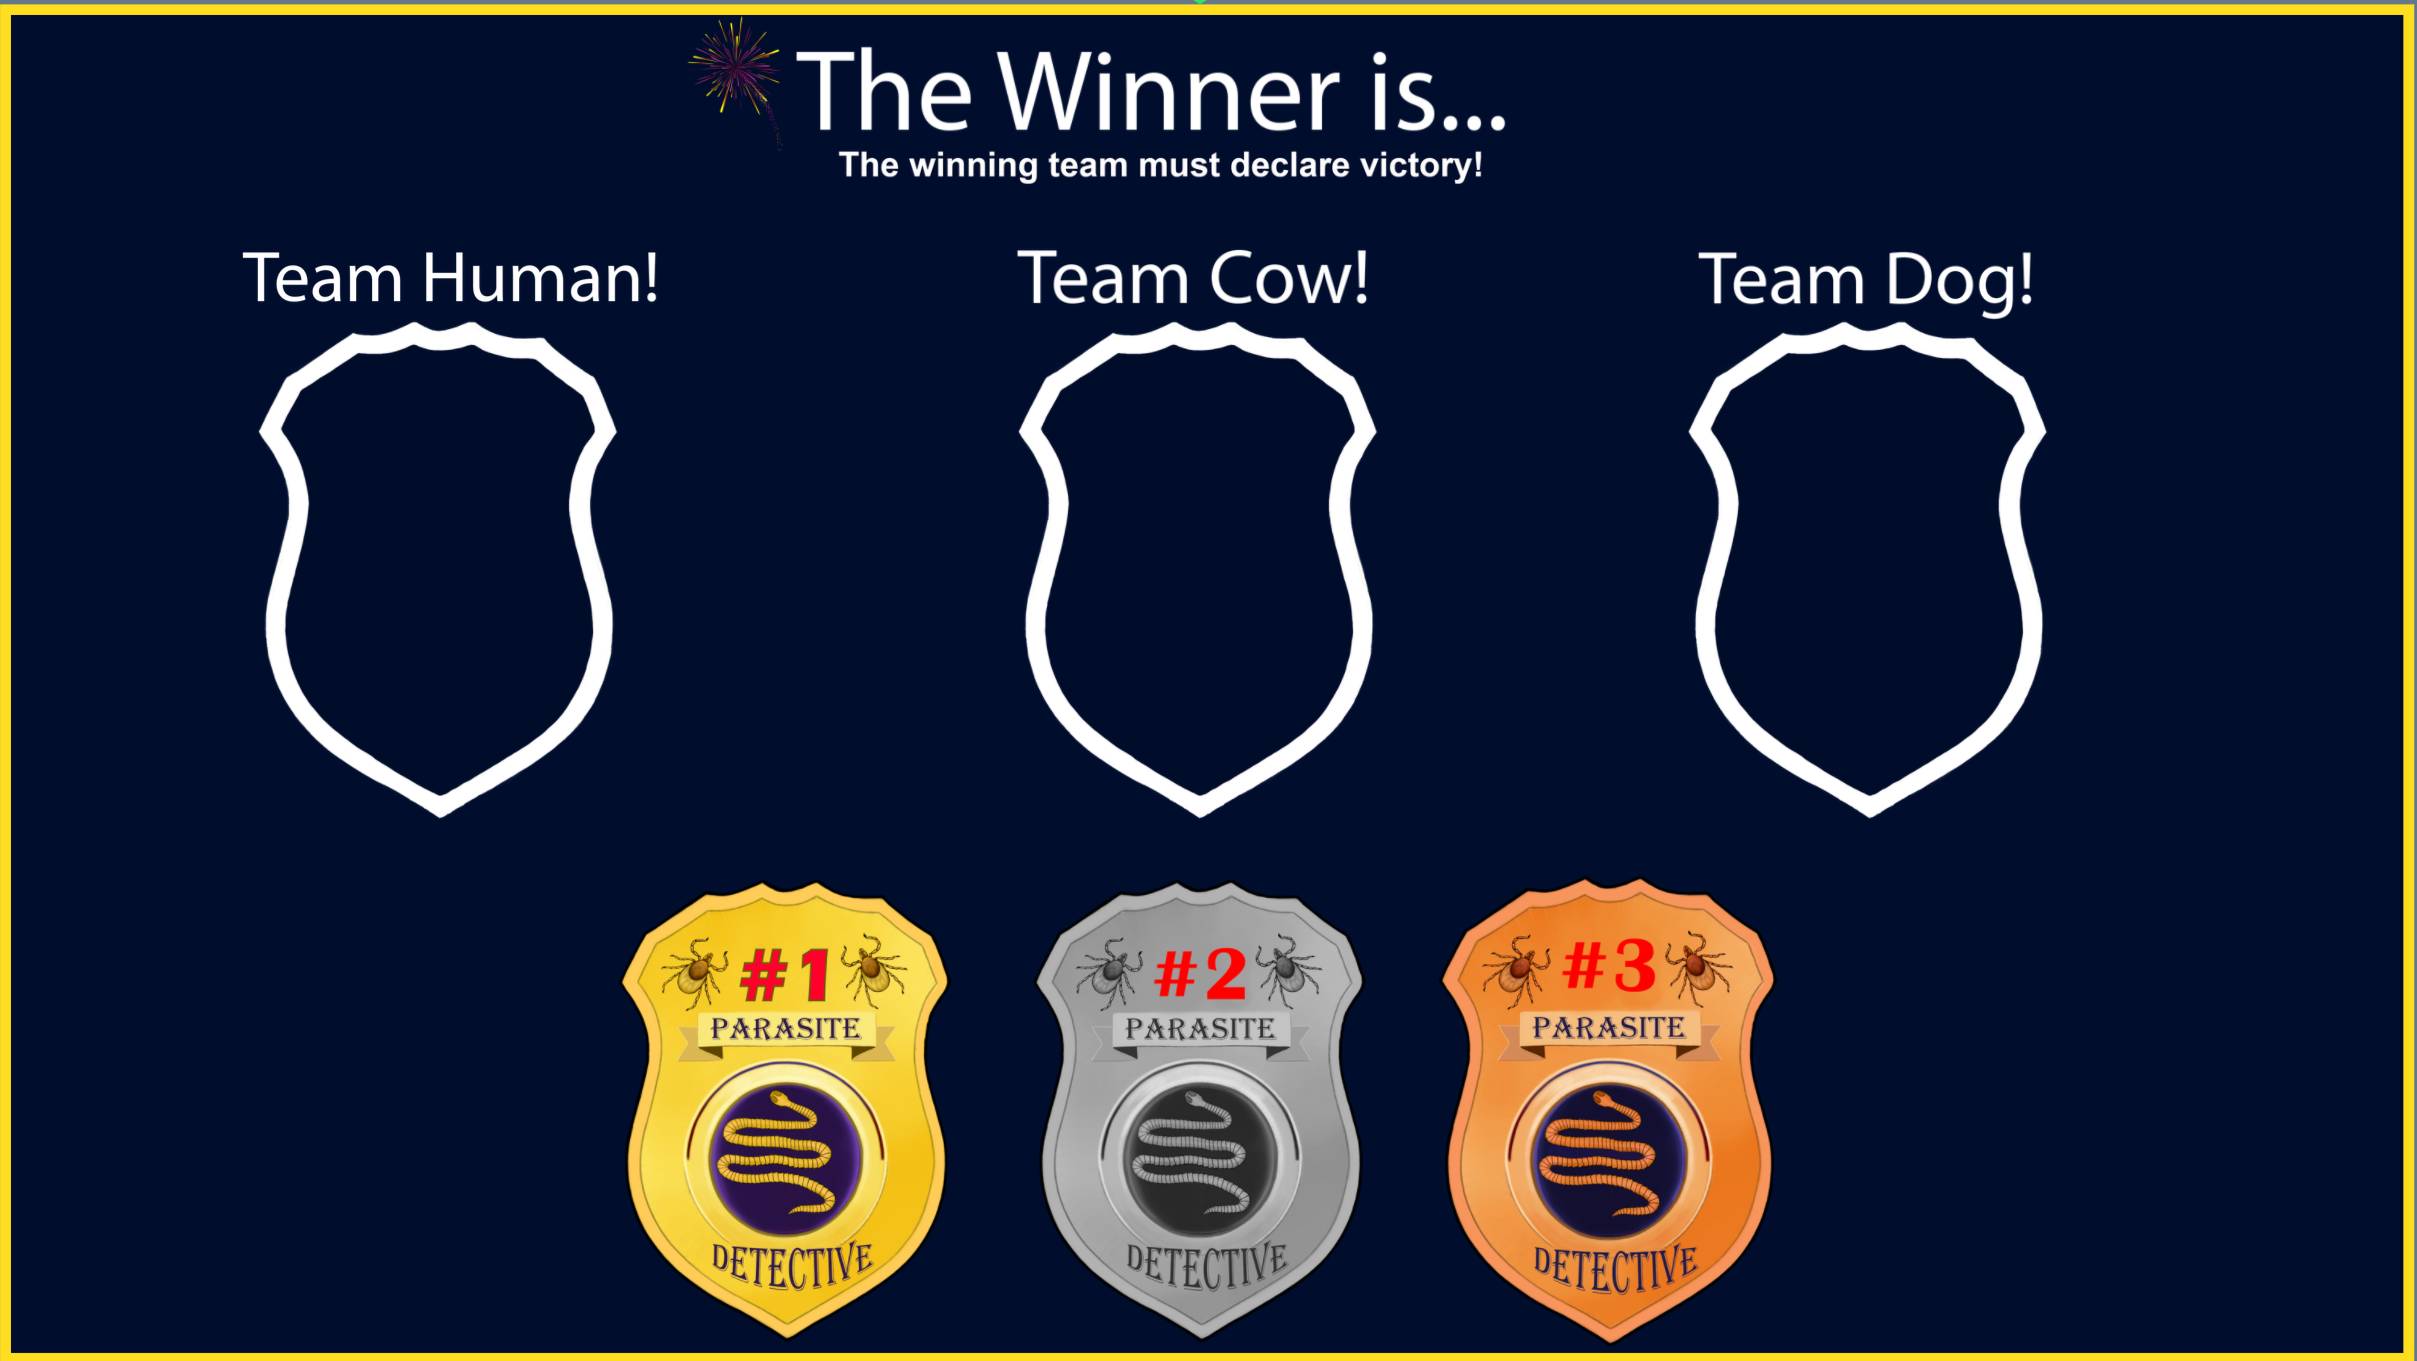 The Winner is...
The winning team must declare victory!
Team Human!
Team Cow!
Team Dog!
#1
PARASITE
DETECTIVE
#2
PARASITE
DETECTIVE
#3
PARASITE
DETECTIVE